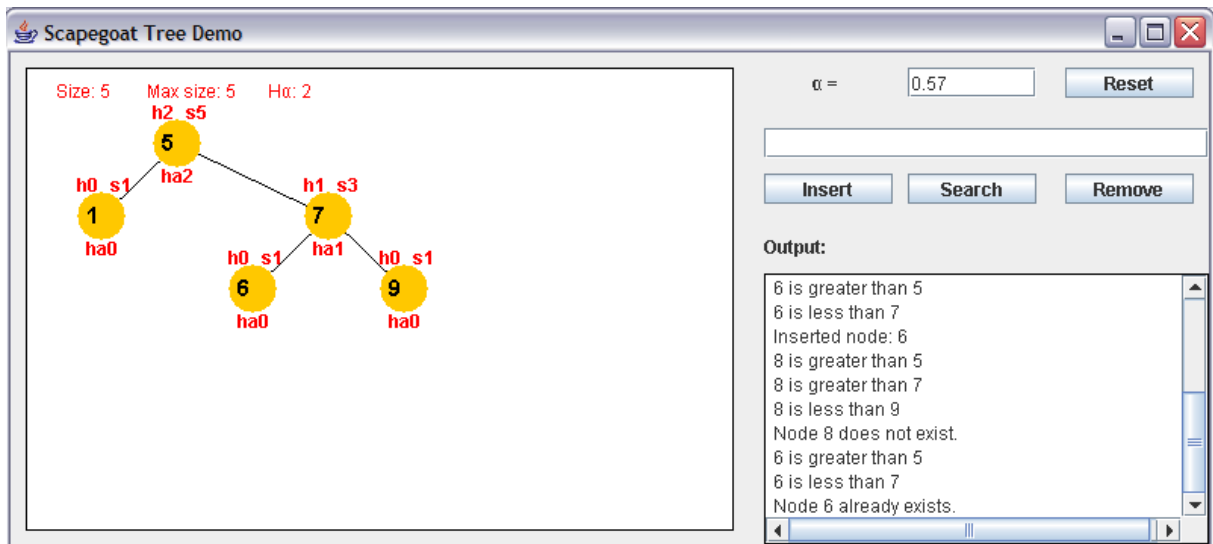 Scapegoat Tree Demo
Size: 5 Max size: 5 Hα: 2
h2 s5
5
ha2
h0 s1
1
ha0
h1 s3
7
ha1
h0 s1
6
ha0
h0 s1
9
ha0
α = 0.57 Reset
Insert Search Remove
Output:
6 is greater than 5
6 is less than 7
Inserted node: 6
8 is greater than 5
8 is greater than 7
8 is less than 9
Node 8 does not exist.
6 is greater than 5
6 is less than 7
Node 6 already exists.